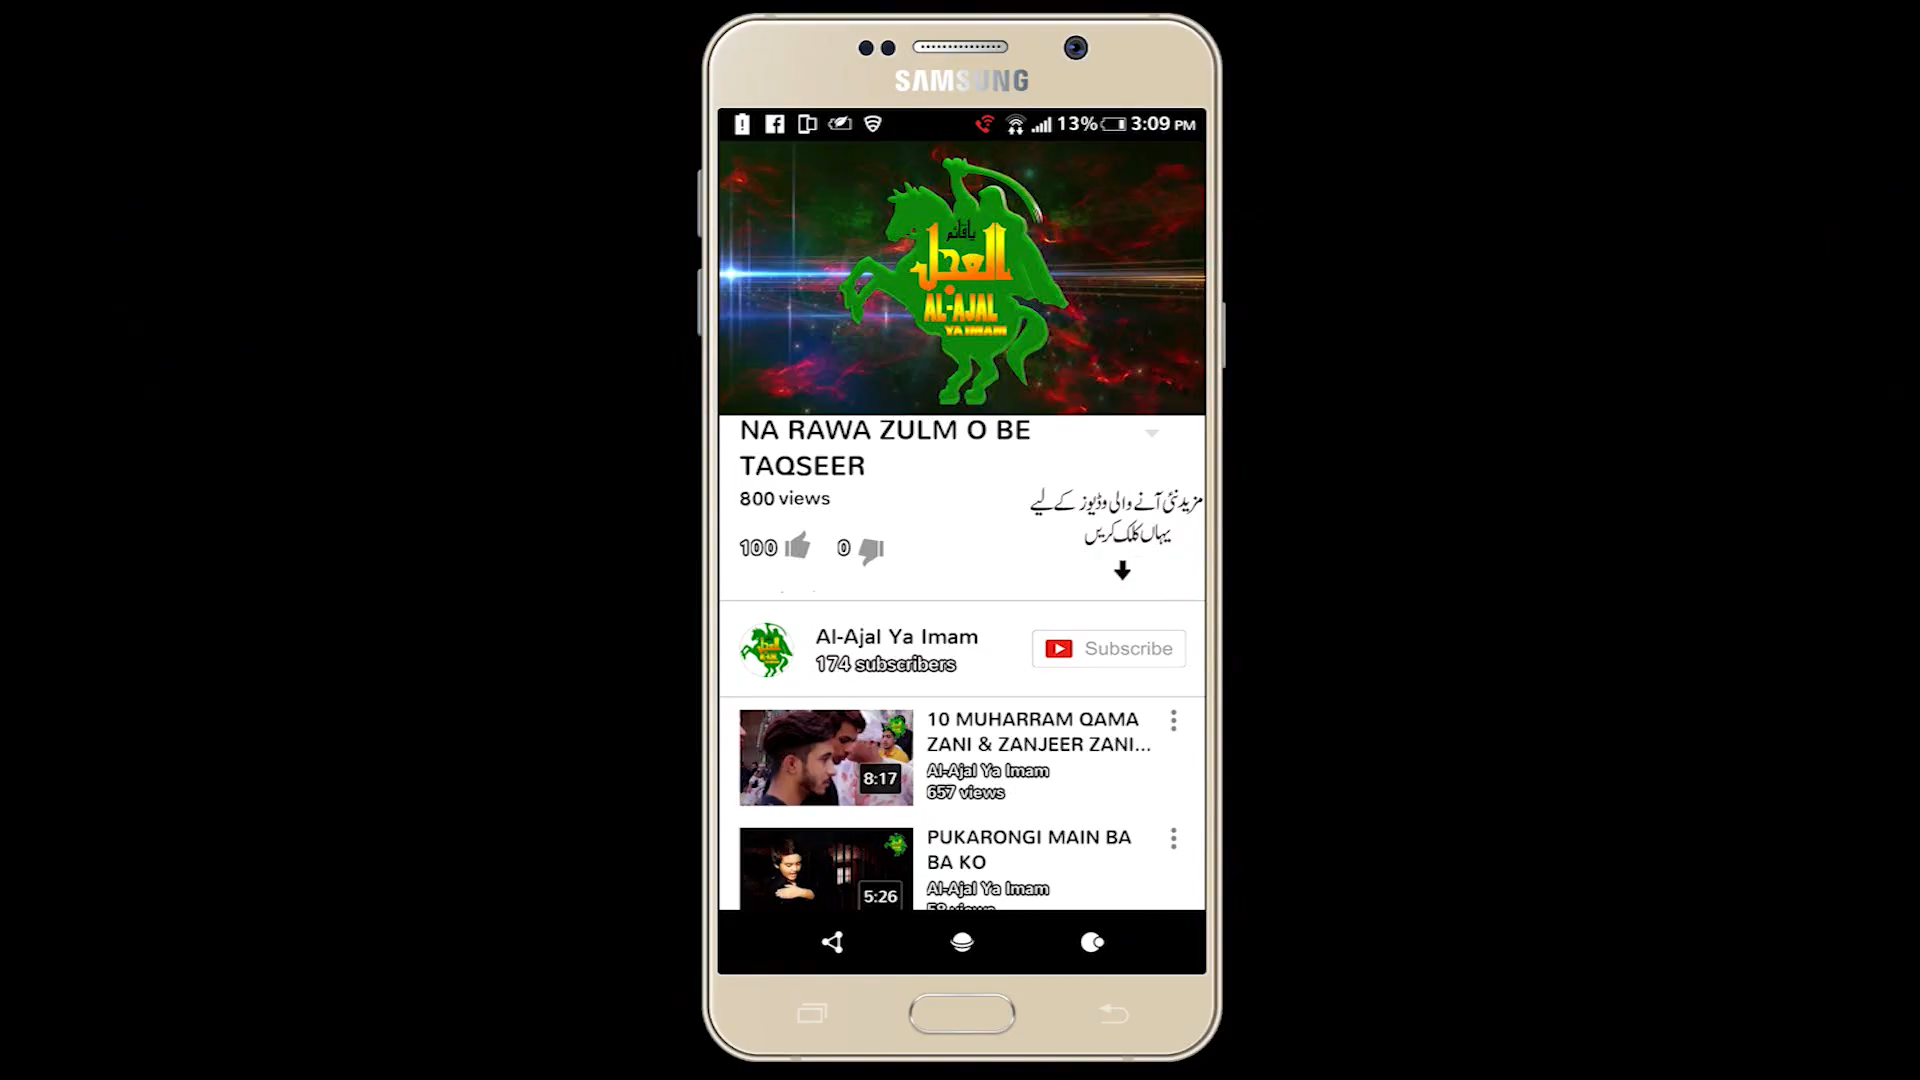 SAMSUNG
13% 3:09 PM
یا قائم
العجل
AL-AJAL
YA IMAM
NA RAWA ZULM O BE
TAQSEER
800 views
مزید نئی آنے والی وڈیوز کے لیے
یہاں کلک کریں
100 0
Al-Ajal Ya Imam
174 subscribers
Subscribe
10 MUHARRAM QAMA
ZANI & ZANJEER ZANI...
Al-Ajal Ya Imam
657 views
8:17
PUKARONGI MAIN BA
BA KO
Al-Ajal Ya Imam
58 views
5:26